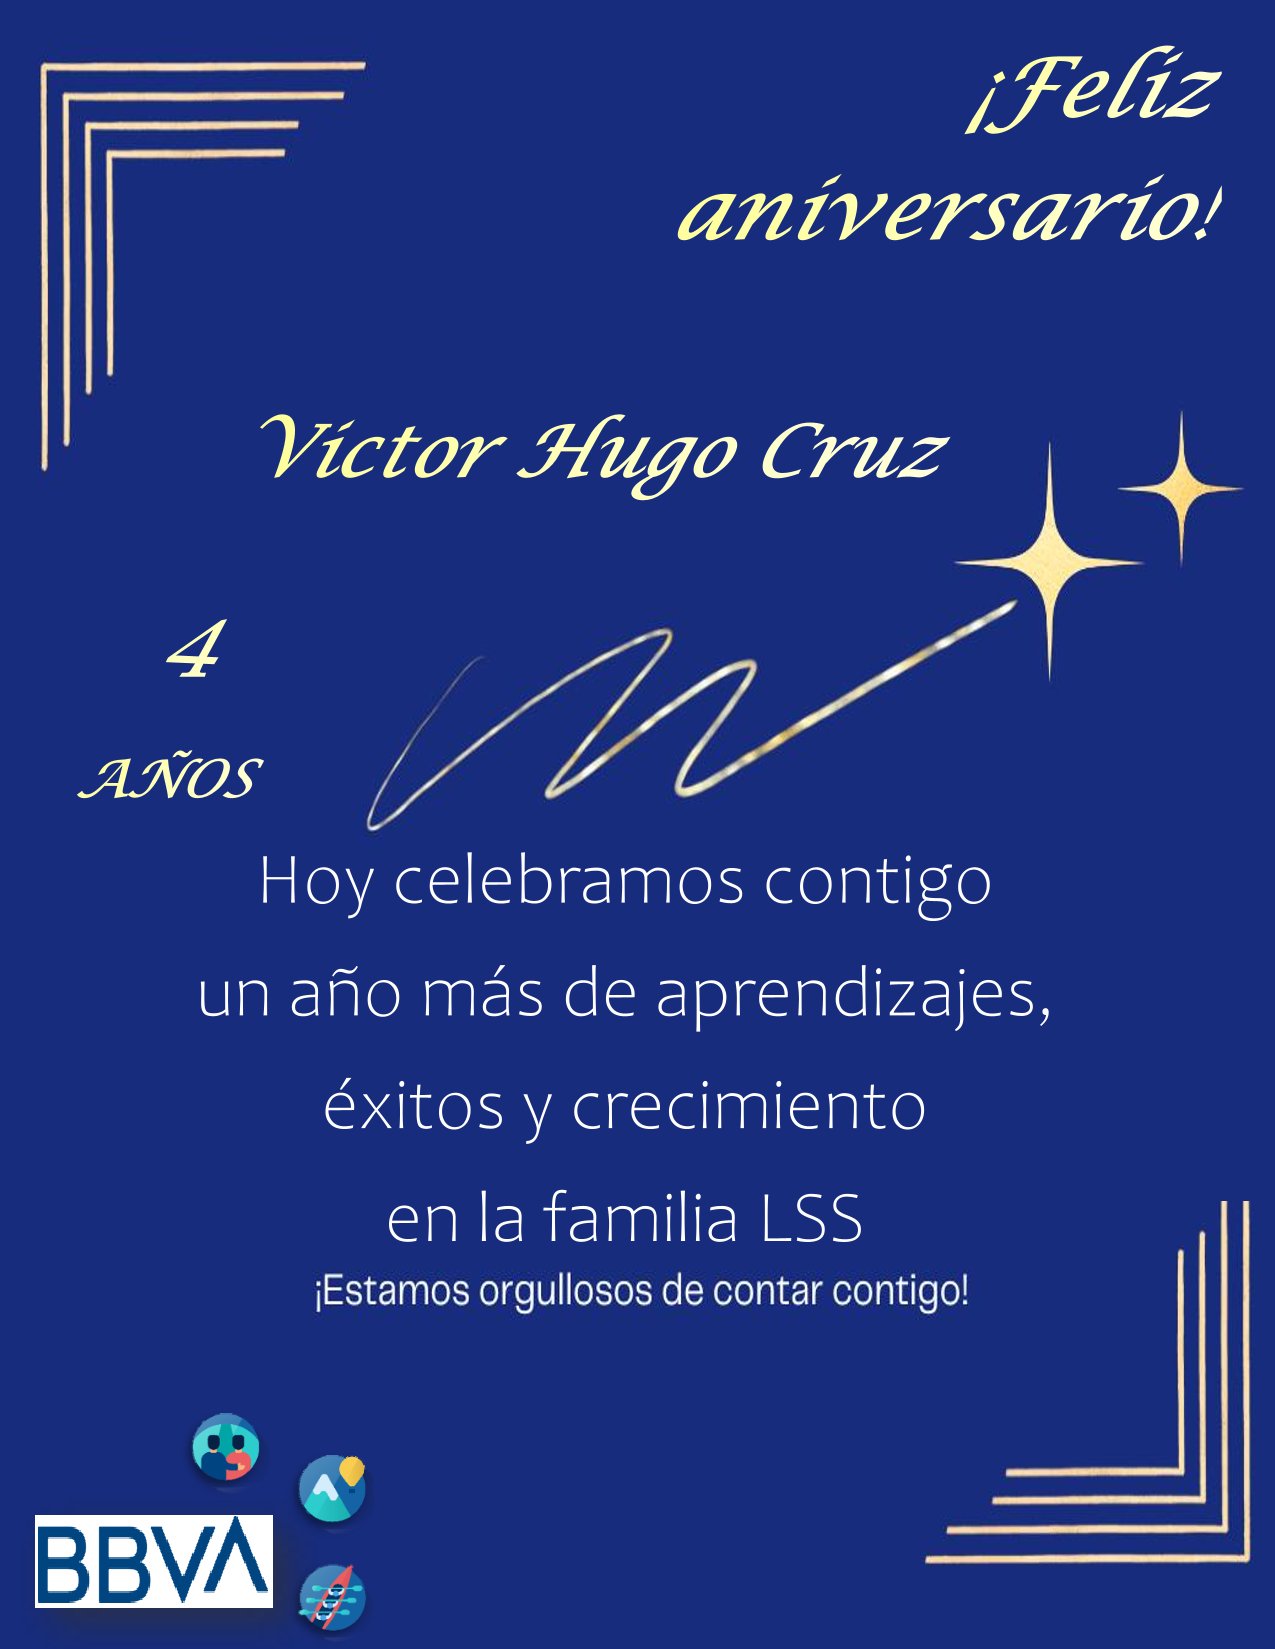 ¡Feliz
aniversario!
Víctor Hugo Cruz
4
AÑOS
Hoy celebramos contigo
un año más de aprendizajes,
éxitos y crecimiento
en la familia LSS
¡Estamos orgullosos de contar contigo!
BBVA